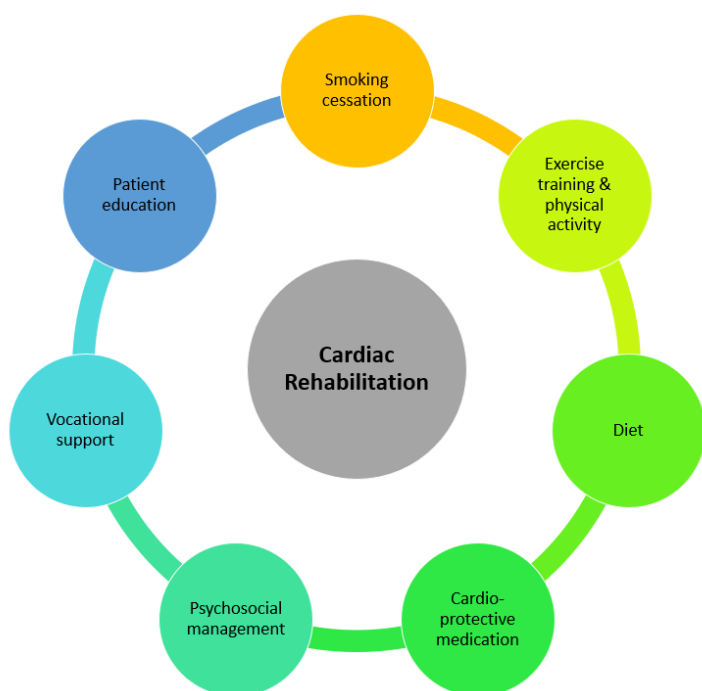 Smoking
cessation
Exercise
training &
physical
activity
Diet
Cardio-
protective
medication
Psychosocial
management
Vocational
support
Patient
education
Cardiac
Rehabilitation